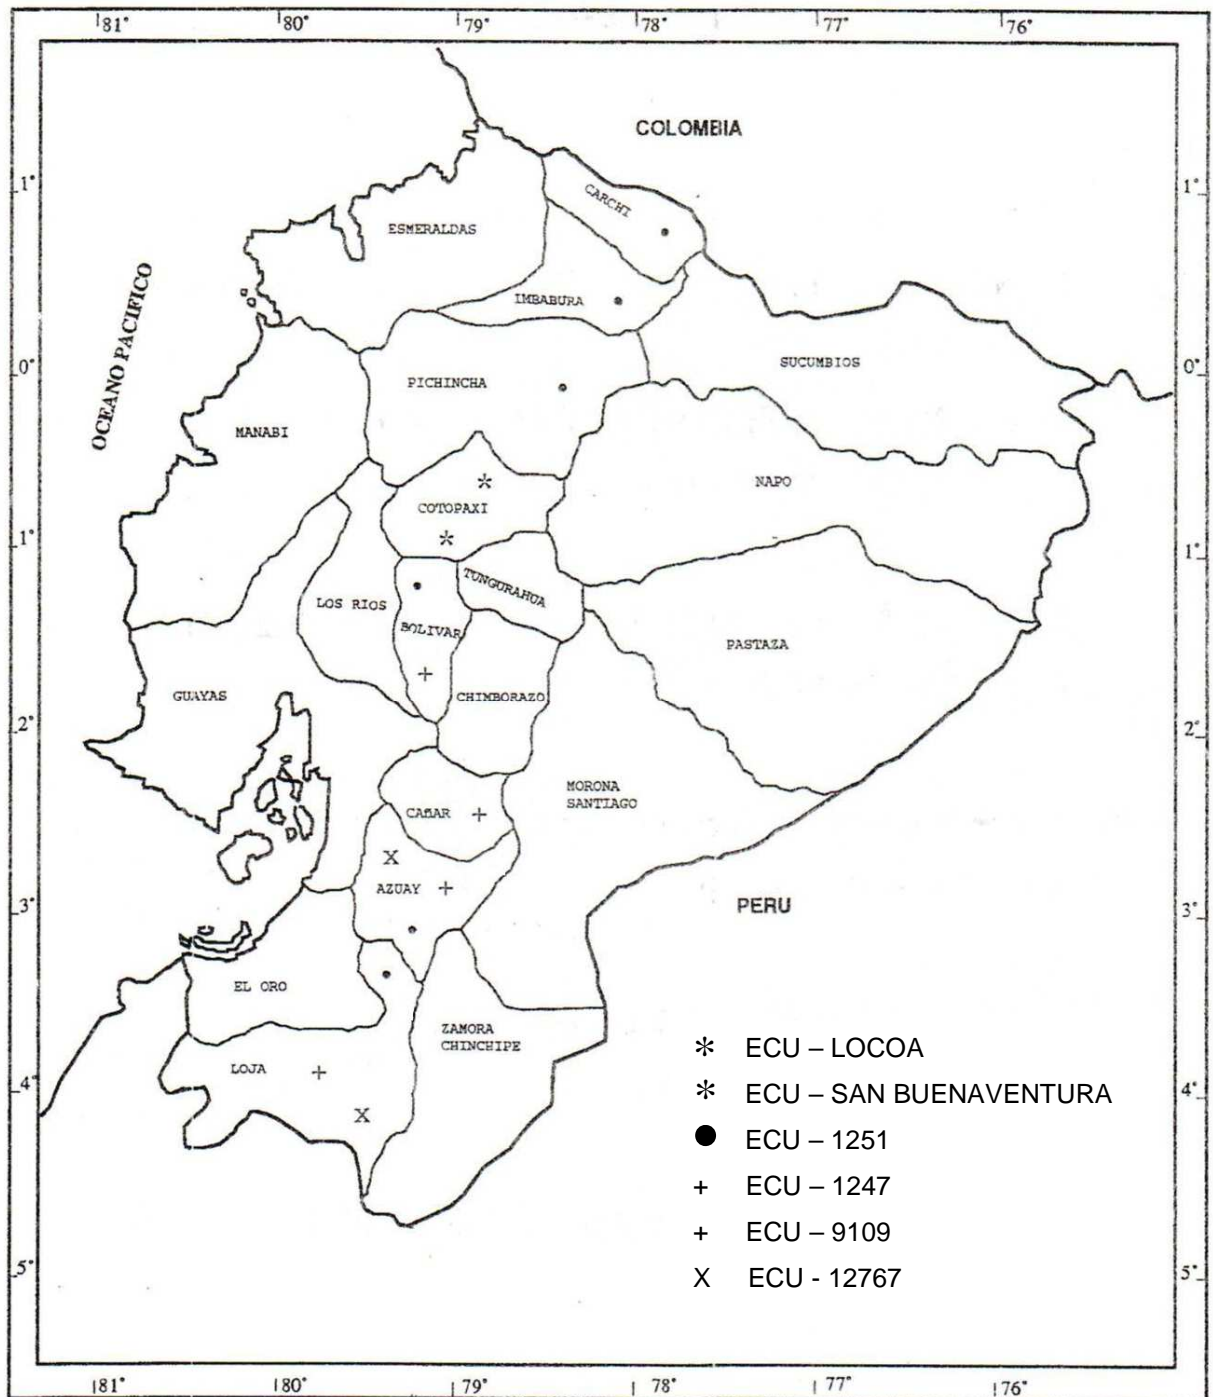 81° 80 79 78° 77 76°
COLOMBIA
1° 1°
CARCHI
ESMERALDAS
IMBABURA
OCEANO PACIFICO
SUCUMBIOS
0° 0°
PICHINCHA
MANABI
NAPO
*
COTOPAXI
*
1° 1°
TUNGURAHUA
LOS RIOS
BOLIVAR
PASTAZA
+
GUAYAS
CHIMBORAZO
2° 2°
MORONA
SANTIAGO
CAÑAR +
X
AZUAY +
PERU
3° 3°
EL ORO
ZAMORA
CHINCHIPE
* ECU – LOCOA
LOJA +
4° * ECU – SAN BUENAVENTURA 4°
X
● ECU – 1251
+ ECU – 1247
+ ECU – 9109
X ECU - 12767
5° 5°
81° 80 79° 78° 77° 76°